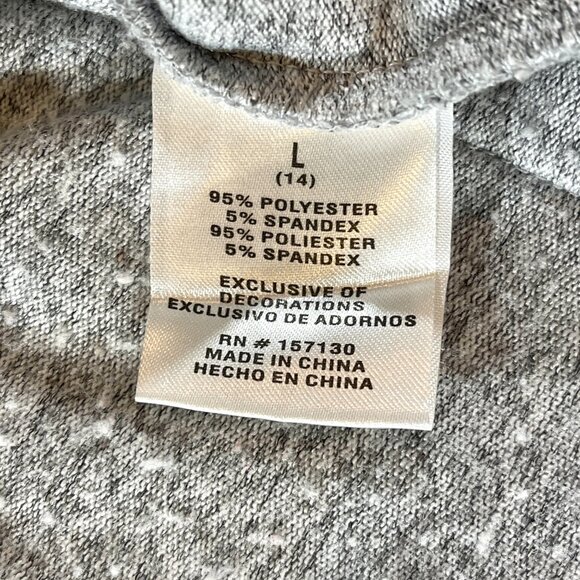 L
(14)
95% POLYESTER
5% SPANDEX
95% POLIESTER
5% SPANDEX
EXCLUSIVE OF
DECORATIONS
EXCLUSIVO DE ADORNOS
RN # 157130
MADE IN CHINA
HECHO EN CHINA